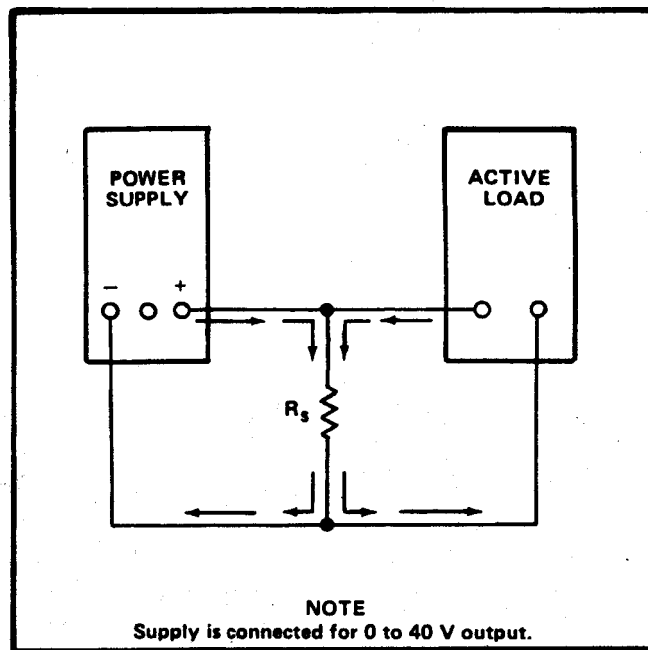 POWER
SUPPLY
ACTIVE
LOAD
− +
Rs
NOTE
Supply is connected for 0 to 40 V output.